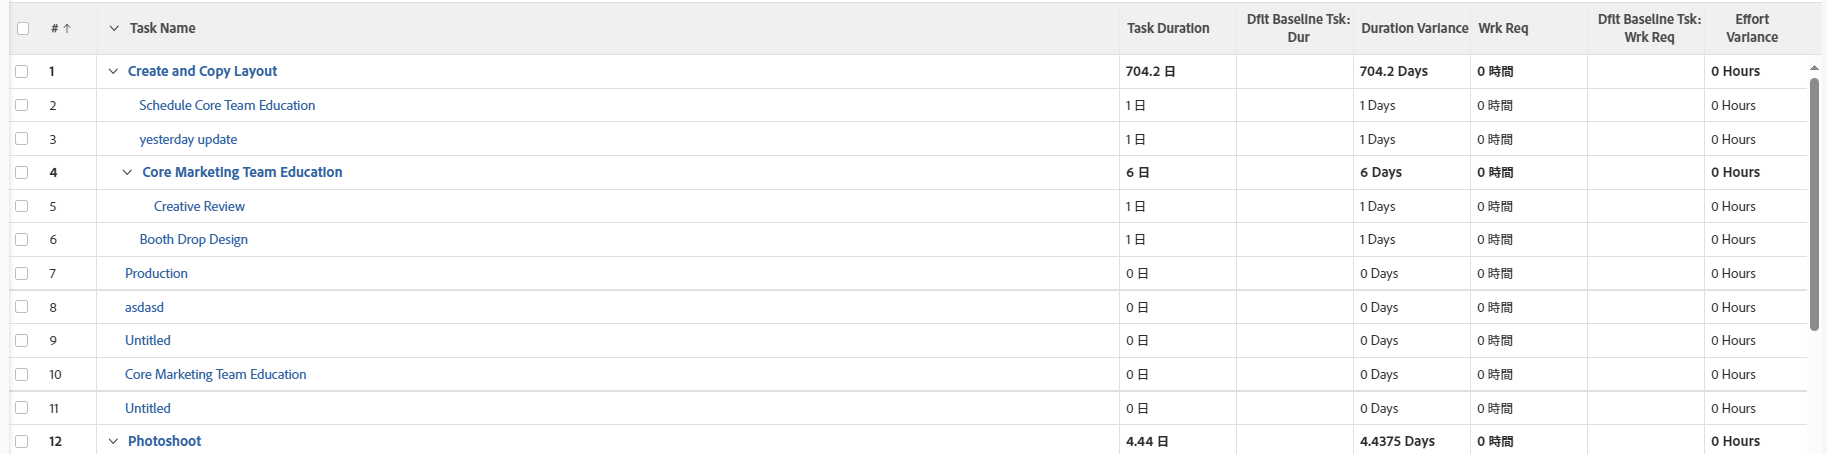 # ↑ Task Name Task Duration Dflt Baseline Tsk: Dur Duration Variance Wrk Req Dflt Baseline Tsk: Wrk Req Effort Variance
1 Create and Copy Layout 704.2 日 704.2 Days 0 時間 0 Hours
2 Schedule Core Team Education 1 日 1 Days 0 時間 0 Hours
3 yesterday update 1 日 1 Days 0 時間 0 Hours
4 Core Marketing Team Education 6 日 6 Days 0 時間 0 Hours
5 Creative Review 1 日 1 Days 0 時間 0 Hours
6 Booth Drop Design 1 日 1 Days 0 時間 0 Hours
7 Production 0 日 0 Days 0 時間 0 Hours
8 asdasd 0 日 0 Days 0 時間 0 Hours
9 Untitled 0 日 0 Days 0 時間 0 Hours
10 Core Marketing Team Education 0 日 0 Days 0 時間 0 Hours
11 Untitled 0 日 0 Days 0 時間 0 Hours
12 Photoshoot 4.44 日 4.4375 Days 0 時間 0 Hours